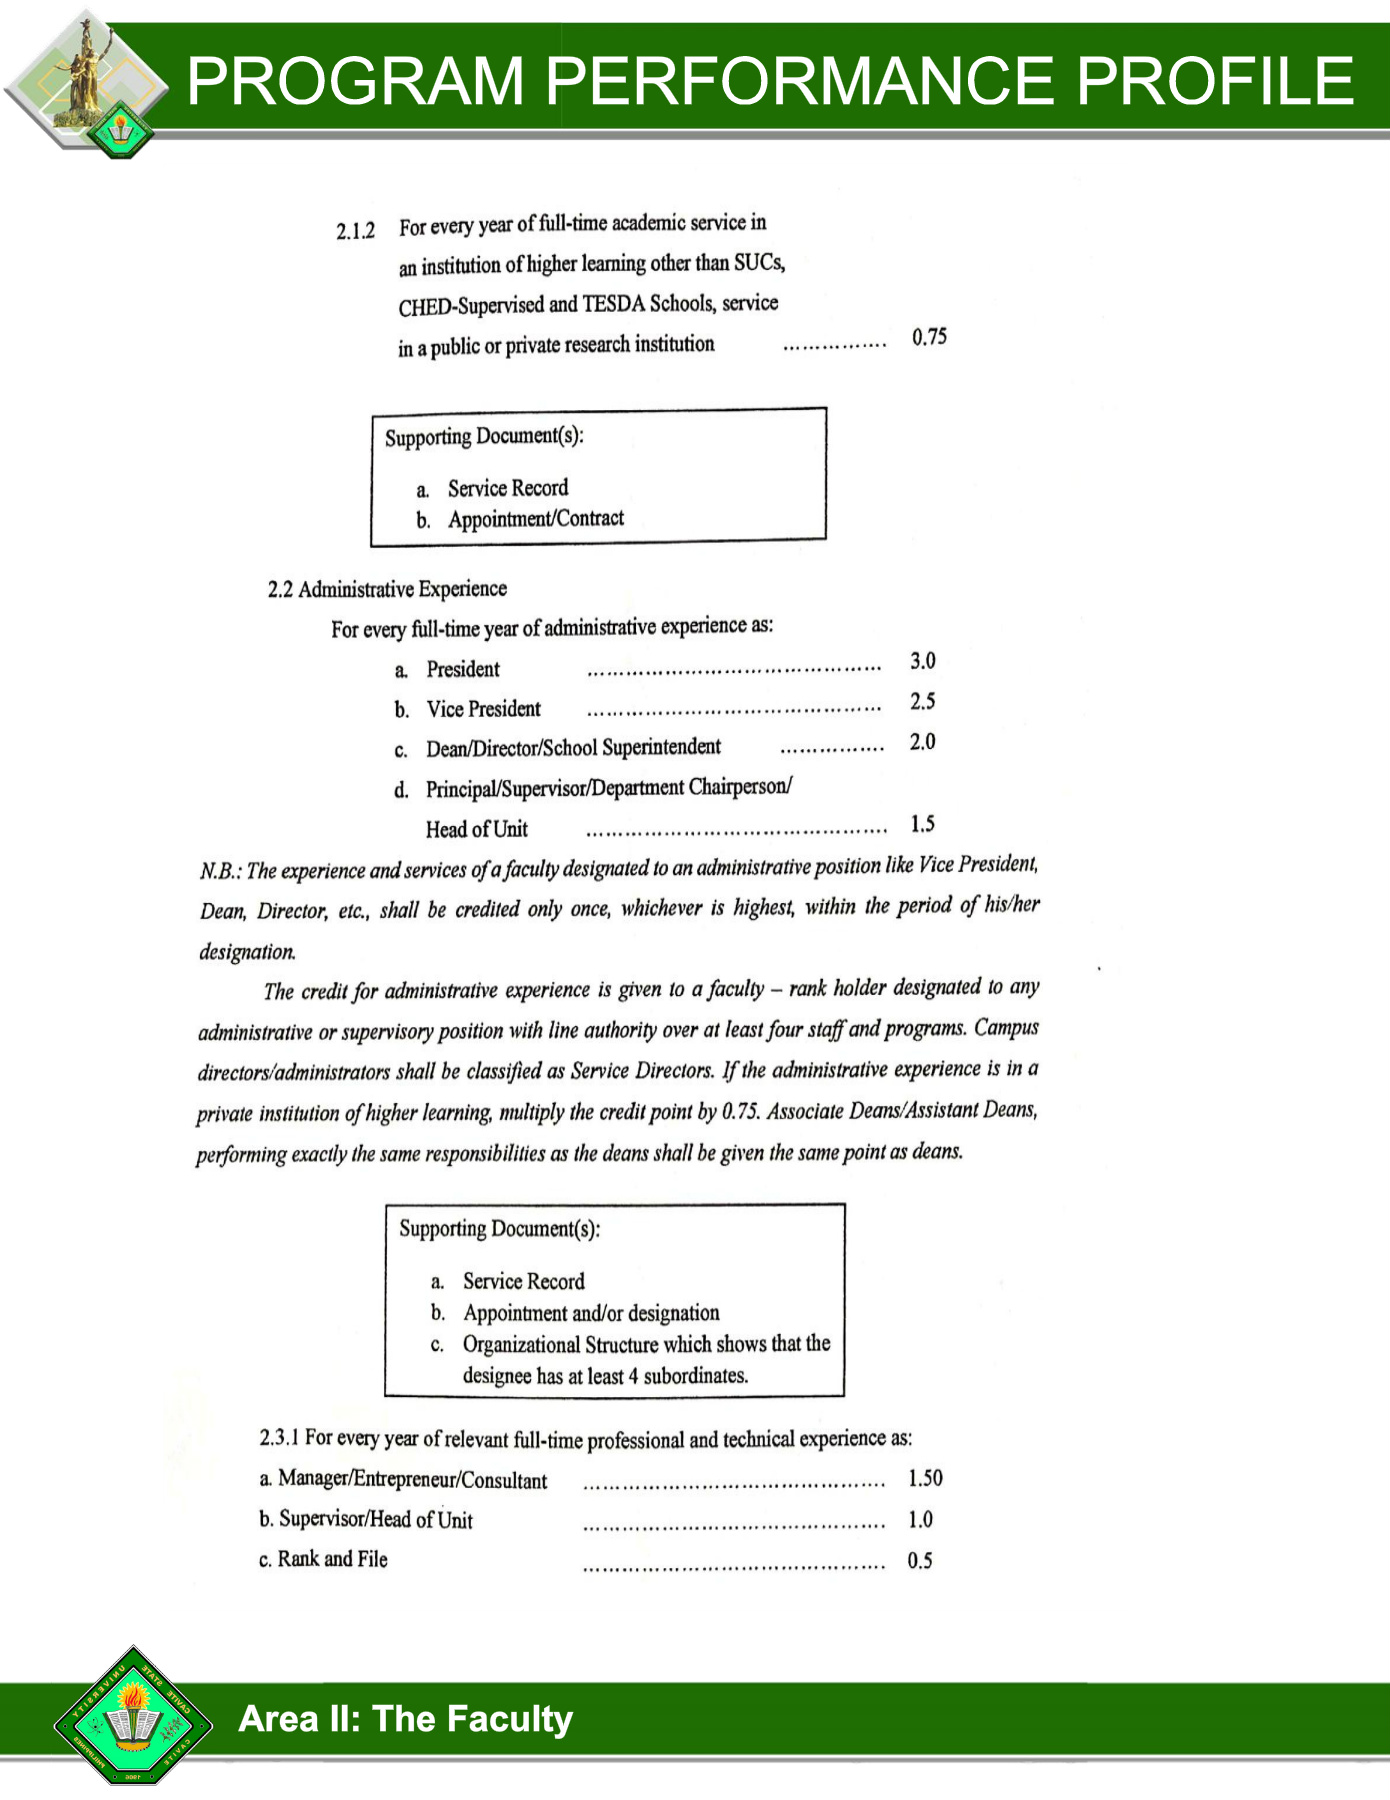 PROGRAM PERFORMANCE PROFILE
2.1.2 For every year of full-time academic service in
an institution of higher learning other than SUCs,
CHED-Supervised and TESDA Schools, service
in a public or private research institution ................ 0.75
Supporting Document(s):
a. Service Record
b. Appointment/Contract
2.2 Administrative Experience
For every full-time year of administrative experience as:
a. President ............................................. 3.0
b. Vice President ............................................. 2.5
c. Dean/Director/School Superintendent ................ 2.0
d. Principal/Supervisor/Department Chairperson/
Head of Unit .............................................. 1.5
N.B.: The experience and services of a faculty designated to an administrative position like Vice President,
Dean, Director, etc., shall be credited only once, whichever is highest, within the period of his/her
designation.
The credit for administrative experience is given to a faculty – rank holder designated to any
administrative or supervisory position with line authority over at least four staff and programs. Campus
directors/administrators shall be classified as Service Directors. If the administrative experience is in a
private institution of higher learning, multiply the credit point by 0.75. Associate Deans/Assistant Deans,
performing exactly the same responsibilities as the deans shall be given the same point as deans.
Supporting Document(s):
a. Service Record
b. Appointment and/or designation
c. Organizational Structure which shows that the
designee has at least 4 subordinates.
2.3.1 For every year of relevant full-time professional and technical experience as:
a. Manager/Entrepreneur/Consultant .............................................. 1.50
b. Supervisor/Head of Unit .............................................. 1.0
c. Rank and File .............................................. 0.5
CAVITE STATE UNIVERSITY
CAVITE
PHILIPPINES
1906
Area II: The Faculty